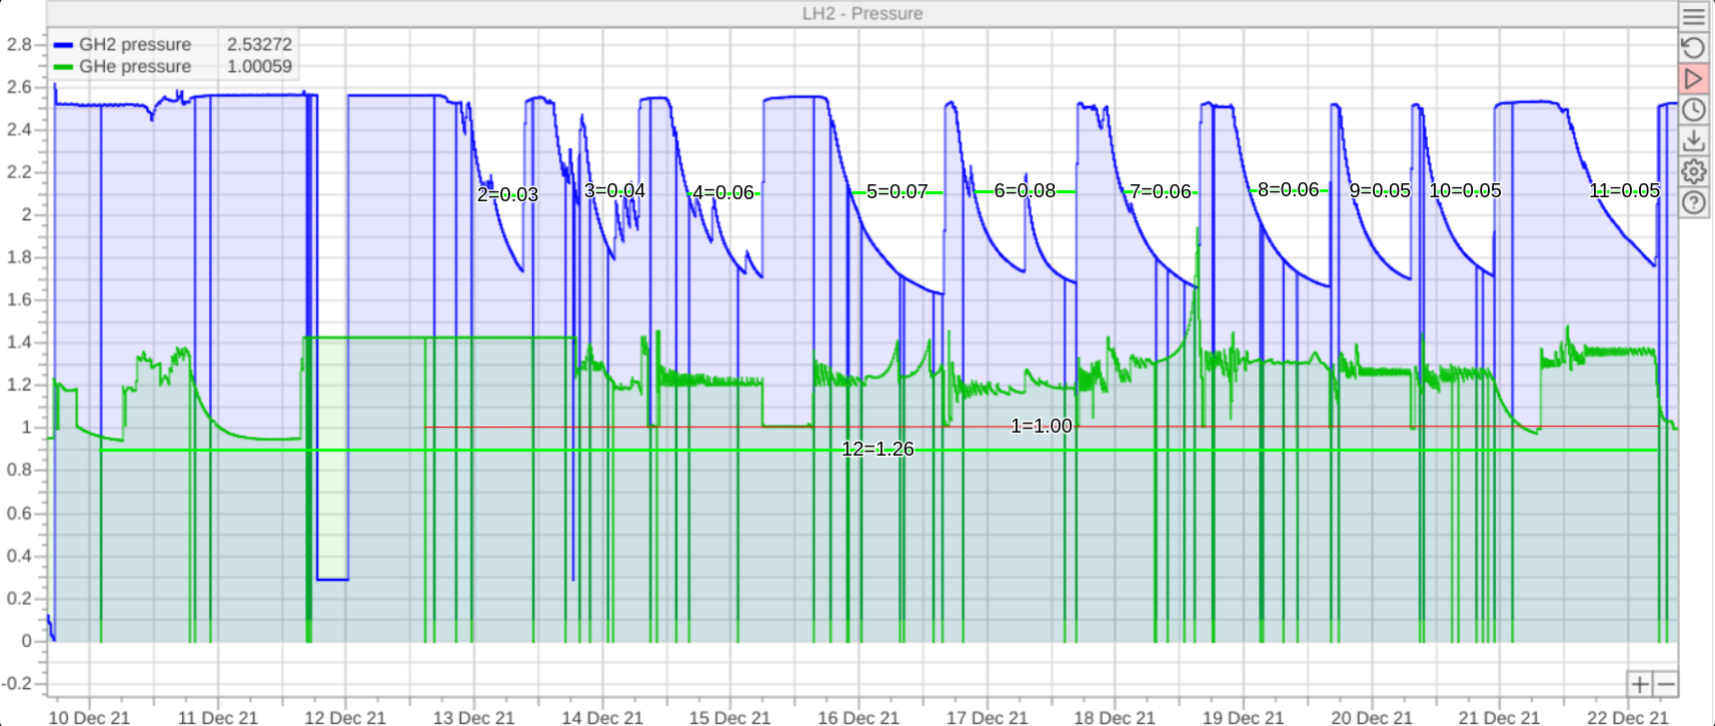 LH2 - Pressure
GH2 pressure 2.53272
GHe pressure 1.00059
2.8
2.6
2.4
2.2
2
1.8
1.6
1.4
1.2
1
0.8
0.6
0.4
0.2
0
-0.2
2=0.03
3=0.04
4=0.06
5=0.07
6=0.08
7=0.06
8=0.06
9=0.05
10=0.05
11=0.05
1=1.00
12=1.26
10 Dec 21
11 Dec 21
12 Dec 21
13 Dec 21
14 Dec 21
15 Dec 21
16 Dec 21
17 Dec 21
18 Dec 21
19 Dec 21
20 Dec 21
21 Dec 21
22 Dec 21